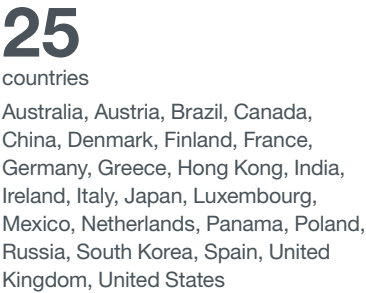 25
countries
Australia, Austria, Brazil, Canada,
China, Denmark, Finland, France,
Germany, Greece, Hong Kong, India,
Ireland, Italy, Japan, Luxembourg,
Mexico, Netherlands, Panama, Poland,
Russia, South Korea, Spain, United
Kingdom, United States